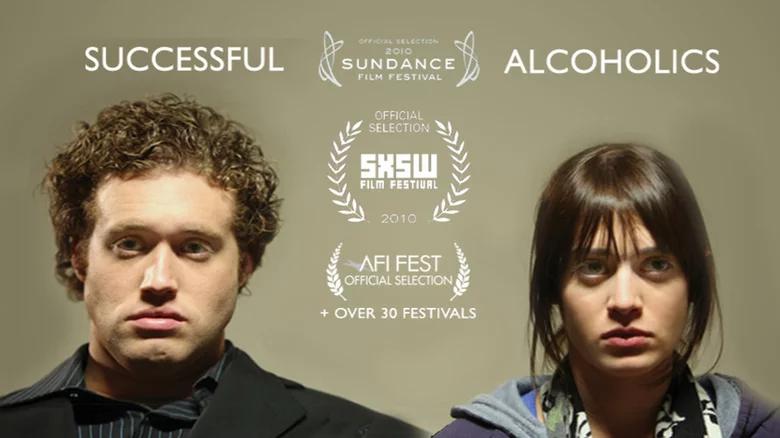 SUCCESSFUL
ALCOHOLICS
OFFICIAL SELECTION
2010
SUNDANCE
FILM FESTIVAL
OFFICIAL
SELECTION
SXSW
FILM FESTIVAL
2010
AFI FEST
OFFICIAL SELECTION
+ OVER 30 FESTIVALS